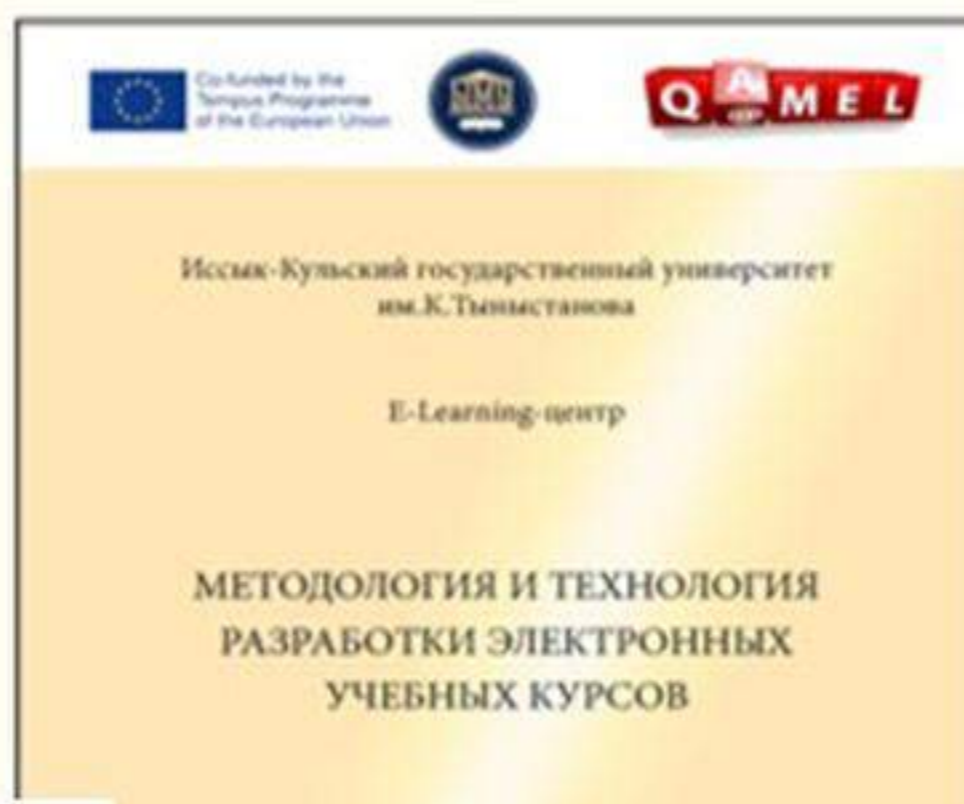 Co-funded by the
Tempus Programme
of the European Union
QAMEL
Иссык-Кульский государственный университет
им.К.Тыныстанова
E-Learning-центр
МЕТОДОЛОГИЯ И ТЕХНОЛОГИЯ
РАЗРАБОТКИ ЭЛЕКТРОННЫХ
УЧЕБНЫХ КУРСОВ